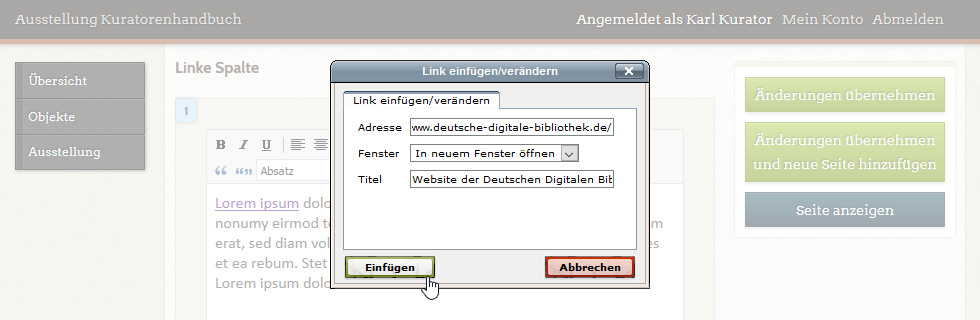 Ausstellung Kuratorenhandbuch
Angemeldet als Karl Kurator Mein Konto Abmelden
Übersicht
Objekte
Ausstellung
Linke Spalte
1
B I U
Absatz
Lorem ipsum dolo
nonumy eirmod te
erat, sed diam vol
et ea rebum. Stet
Lorem ipsum dolo
m
es
Link einfügen/verändern
Link einfügen/verändern
Adresse ww.deutsche-digitale-bibliothek.de/
Fenster In neuem Fenster öffnen
Titel Website der Deutschen Digitalen Bib
Einfügen
Abbrechen
Änderungen übernehmen
Änderungen übernehmen
und neue Seite hinzufügen
Seite anzeigen